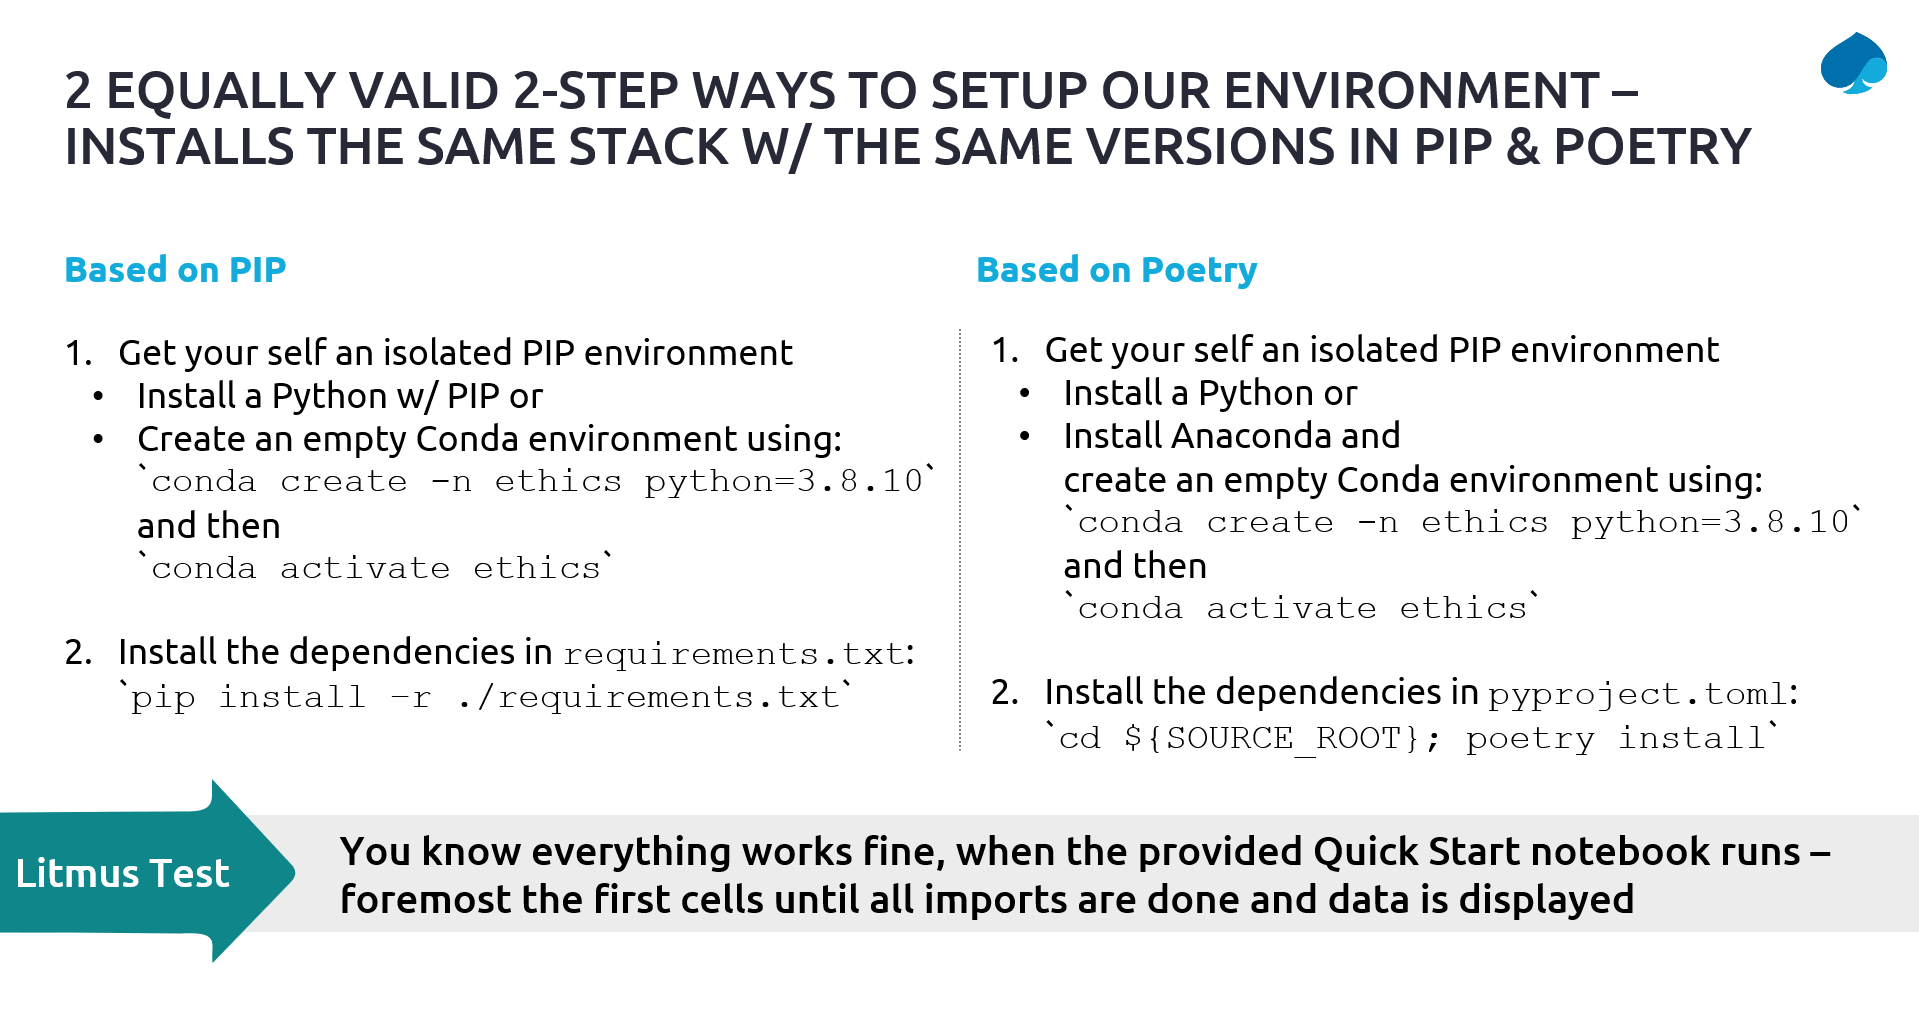 2 EQUALLY VALID 2-STEP WAYS TO SETUP OUR ENVIRONMENT –
INSTALLS THE SAME STACK W/ THE SAME VERSIONS IN PIP & POETRY
Based on PIP
1. Get your self an isolated PIP environment
• Install a Python w/ PIP or
• Create an empty Conda environment using:
`conda create -n ethics python=3.8.10`
and then
`conda activate ethics`
2. Install the dependencies in requirements.txt:
`pip install –r ./requirements.txt`
Based on Poetry
1. Get your self an isolated PIP environment
• Install a Python or
• Install Anaconda and
create an empty Conda environment using:
`conda create -n ethics python=3.8.10`
and then
`conda activate ethics`
2. Install the dependencies in pyproject.toml:
`cd ${SOURCE_ROOT}; poetry install`
Litmus Test
You know everything works fine, when the provided Quick Start notebook runs –
foremost the first cells until all imports are done and data is displayed